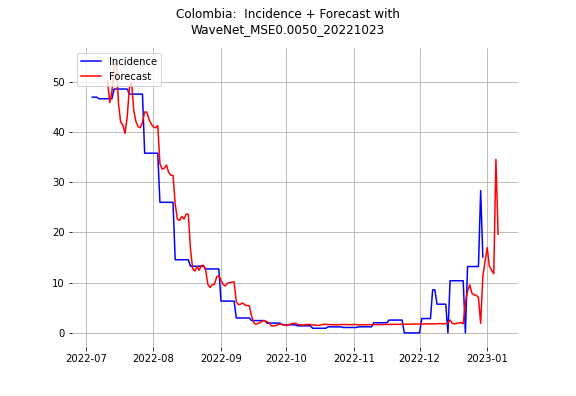 Colombia:  Incidence + Forecast with
WaveNet_MSE0.0050_20221023
Incidence
Forecast
50
40
30
20
10
0
2022-07 2022-08 2022-09 2022-10 2022-11 2022-12 2023-01